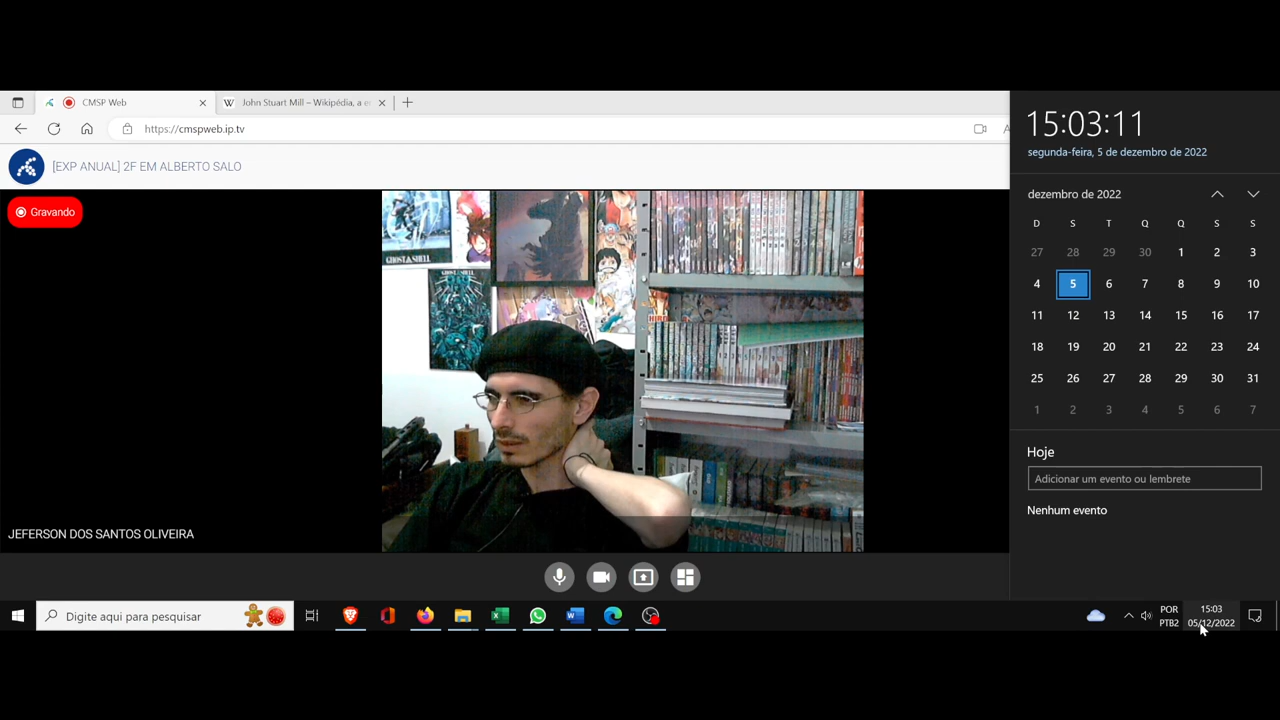 CMSP Web
John Stuart Mill – Wikipédia, a e
https://cmspweb.ip.tv
[EXP ANUAL] 2F EM ALBERTO SALO
Gravando
GHOST IN THE SHELL
JEFERSON DOS SANTOS OLIVEIRA
15:03:11
segunda-feira, 5 de dezembro de 2022
dezembro de 2022
D S T Q Q S S
27 28 29 30 1 2 3
4 5 6 7 8 9 10
11 12 13 14 15 16 17
18 19 20 21 22 23 24
25 26 27 28 29 30 31
1 2 3 4 5 6 7
Hoje
Adicionar um evento ou lembrete
Nenhum evento
Digite aqui para pesquisar
POR
PTB2
15:03
05/12/2022